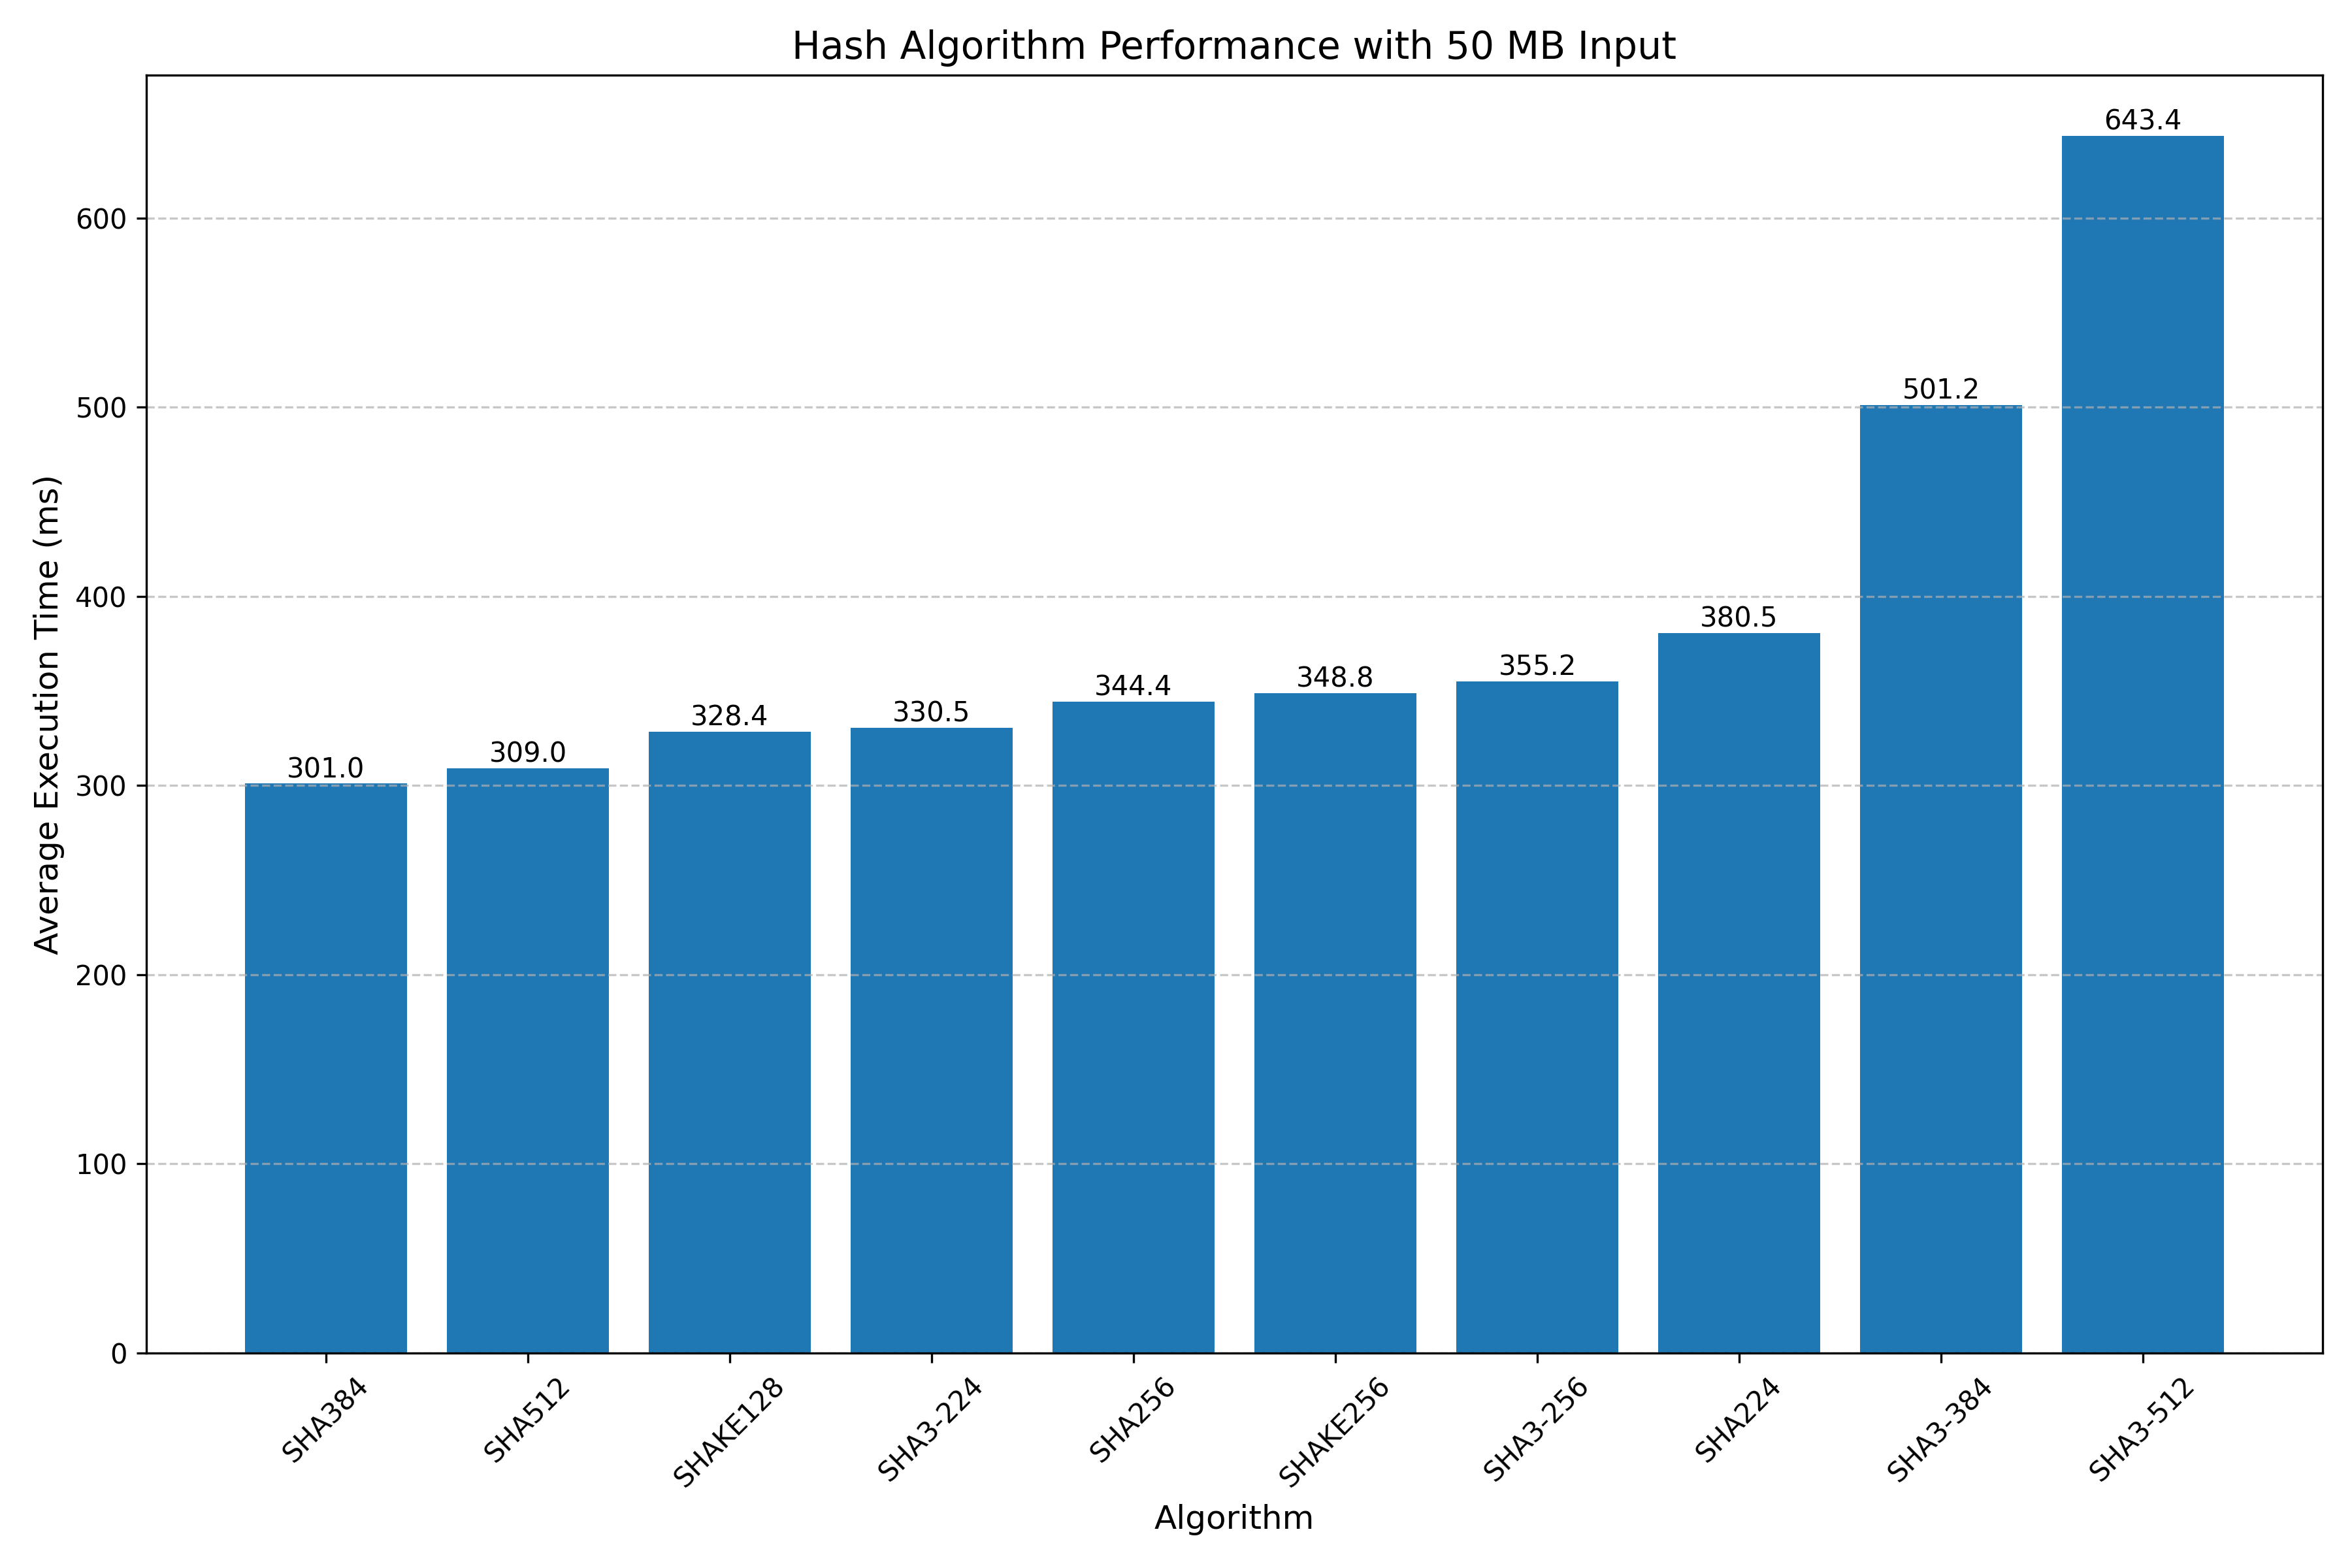 Hash Algorithm Performance with 50 MB Input
Average Execution Time (ms)
600
500
400
300
200
100
0
301.0
309.0
328.4
330.5
344.4
348.8
355.2
380.5
501.2
643.4
SHA384
SHA512
SHAKE128
SHA3-224
SHA256
SHAKE256
SHA3-256
SHA224
SHA3-384
SHA3-512
Algorithm